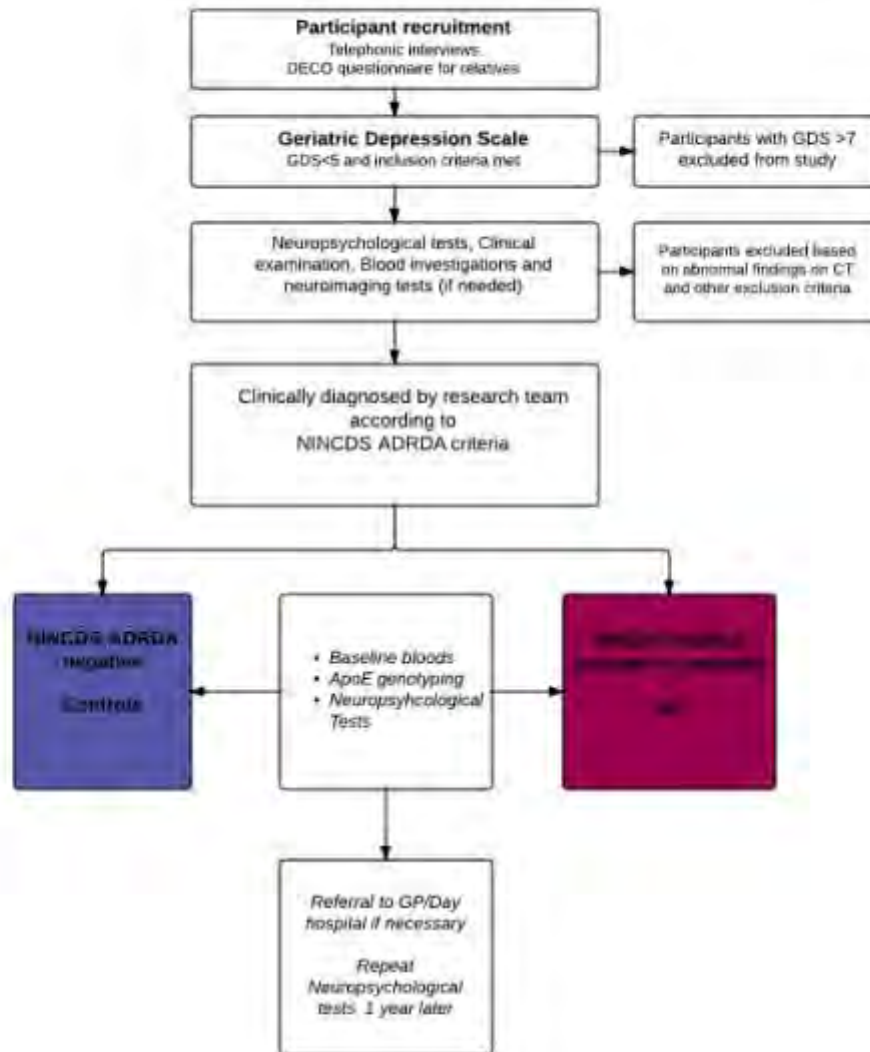 Participant recruitment
Telephonic interviews
DECO questionnaire for relatives
Geriatric Depression Scale
GDS<5 and inclusion criteria met
Participants with GDS >7
excluded from study
Neuropsychological tests, Clinical
examination, Blood investigations and
neuroimaging tests (if needed)
Participants excluded based
on abnormal findings on CT
and other exclusion criteria
Clinically diagnosed by research team
according to
NINCDS ADRDA criteria
NINCDS ADRDA
negative
Controls
• Baseline bloods
• ApoE genotyping
• Neuropsyhcological
Tests
Referral to GP/Day
hospital if necessary
Repeat
Neuropsychological
tests 1 year later